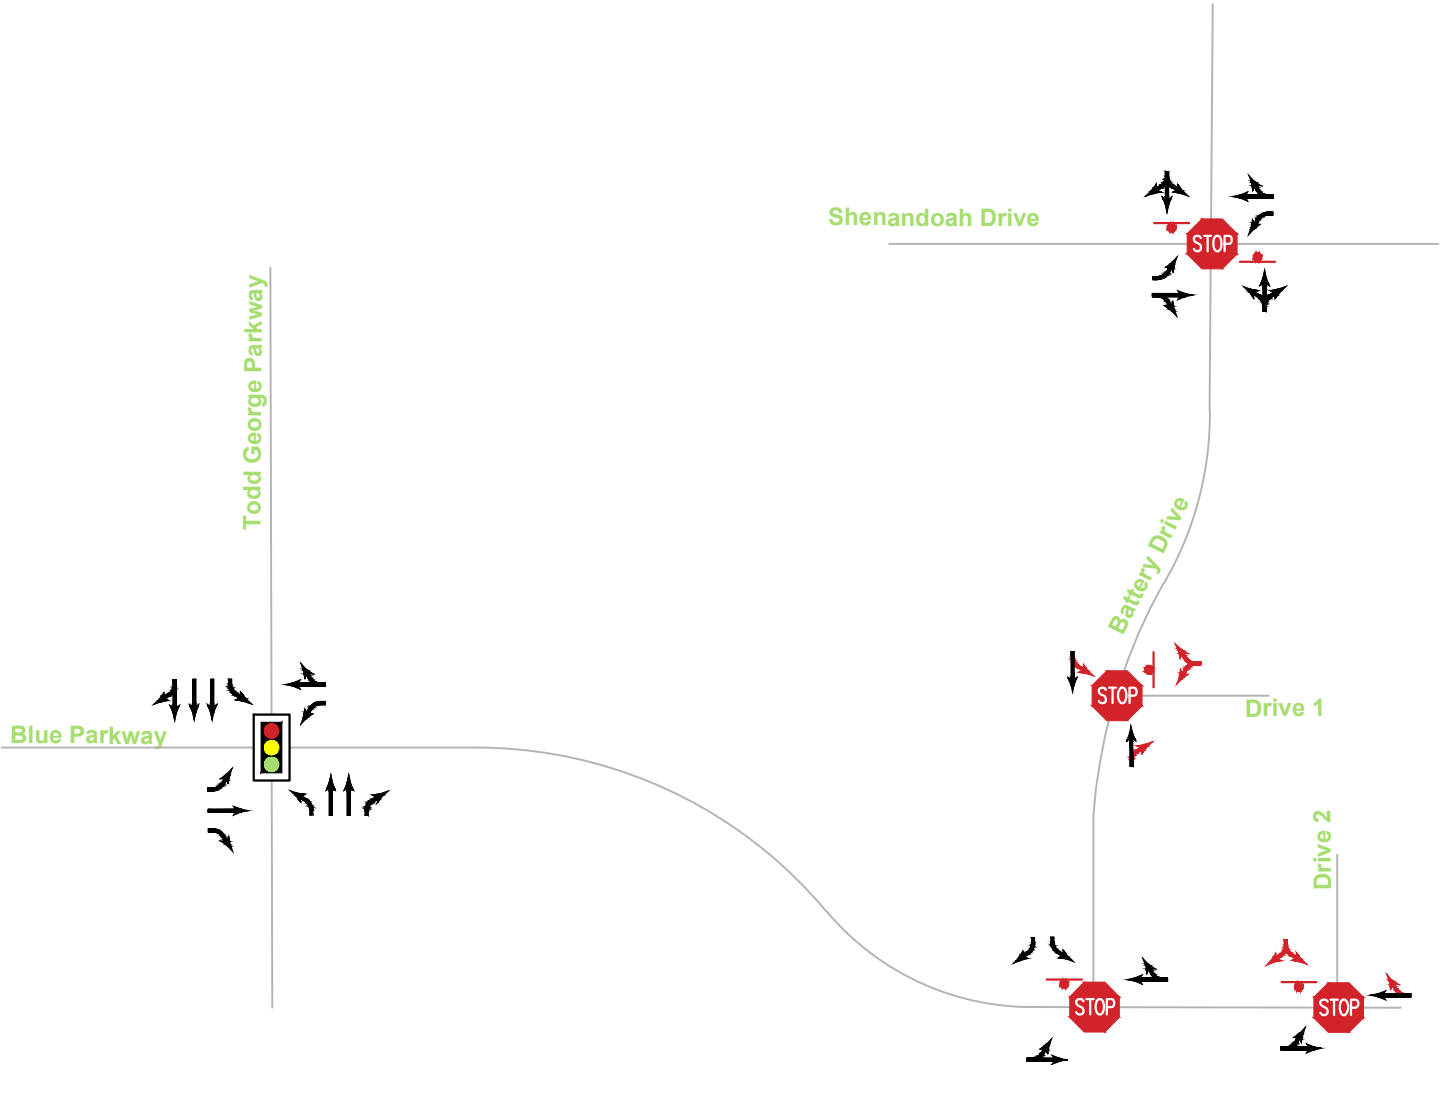 Shenandoah Drive
STOP
Todd George Parkway
Battery Drive
STOP
Drive 1
Blue Parkway
Drive 2
STOP
STOP